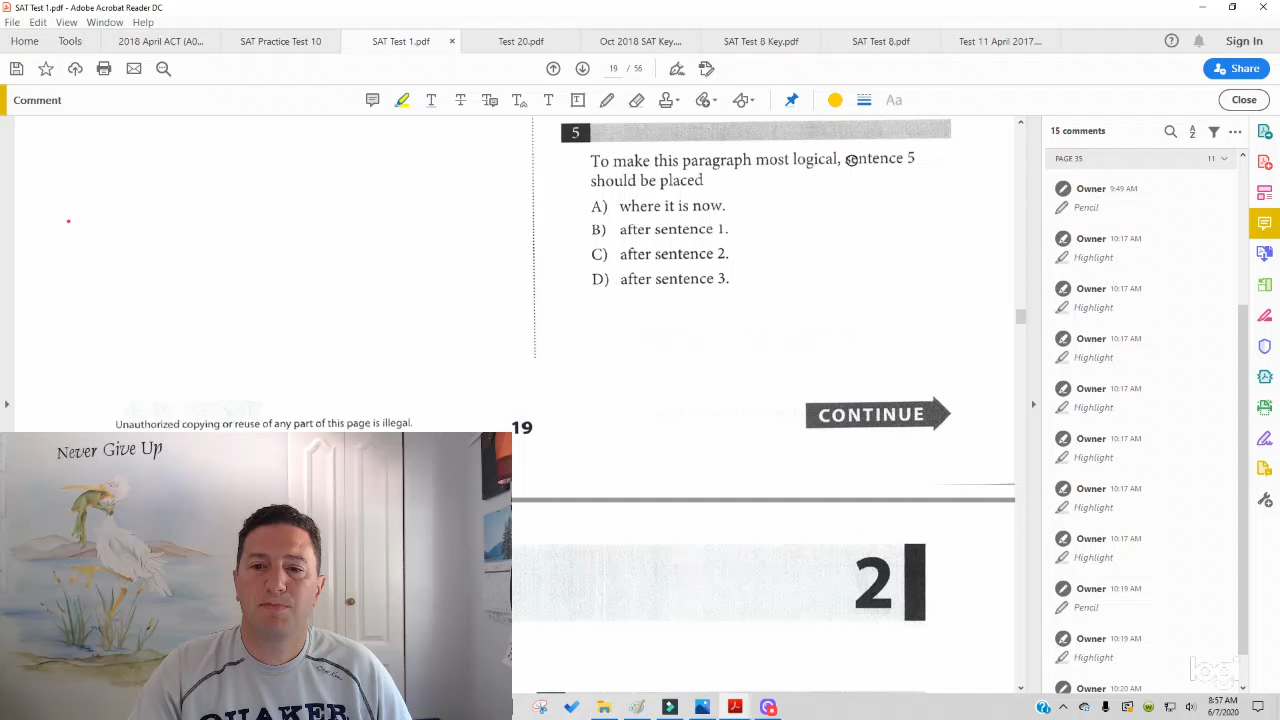 SAT Test 1.pdf - Adobe Acrobat Reader DC
File Edit View Window Help
Home Tools 2018 April ACT (A0... SAT Practice Test 10 SAT Test 1.pdf × Test 20.pdf Oct 2018 SAT Key.... SAT Test 8 Key.pdf SAT Test 8.pdf Test 11 April 2017.... Sign In
19 / 56 Share
Comment Aa Close
15 comments
PAGE 35 11
Owner 9:49 AM
Pencil
Owner 10:17 AM
Highlight
Owner 10:17 AM
Highlight
Owner 10:17 AM
Highlight
Owner 10:17 AM
Highlight
Owner 10:17 AM
Highlight
Owner 10:17 AM
Highlight
Owner 10:17 AM
Highlight
Owner 10:19 AM
Pencil
Owner 10:19 AM
Highlight
Owner 10:20 AM
5
To make this paragraph most logical, sentence 5
should be placed
A) where it is now.
B) after sentence 1.
C) after sentence 2.
D) after sentence 3.
CONTINUE
Unauthorized copying or reuse of any part of this page is illegal.
19
2
Never Give Up
QUAKER
logi
8:57 AM
6/7/2020